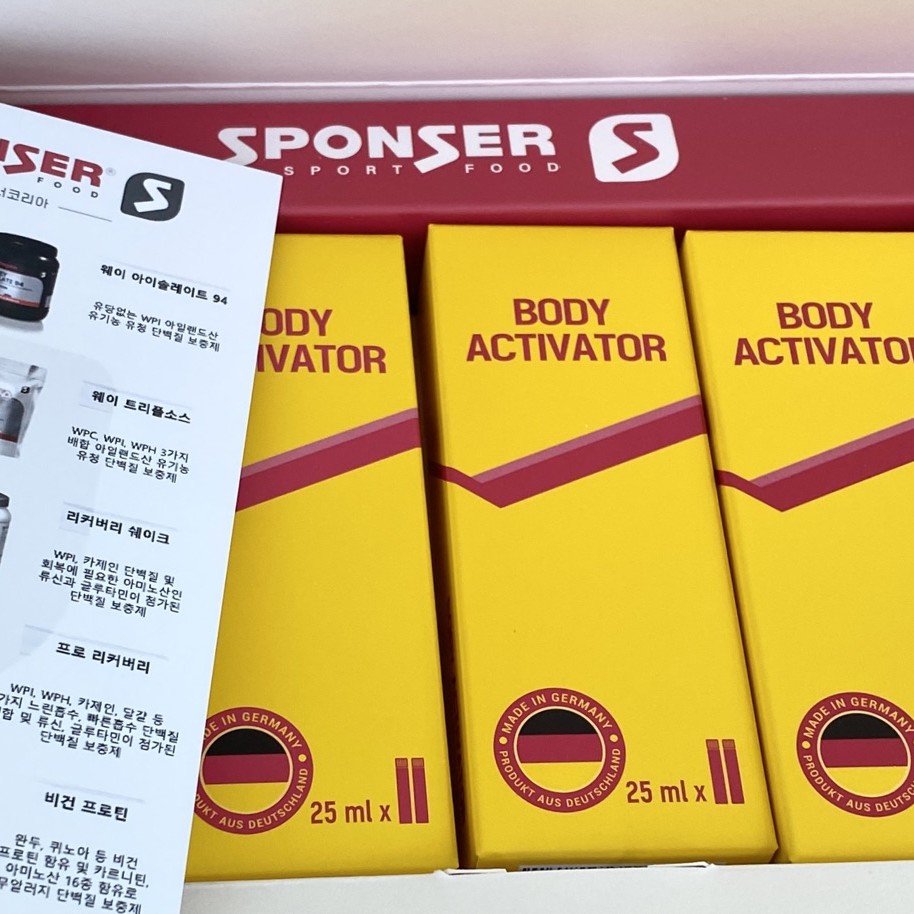 SPONSER
SPORT FOOD
SER®
FOOD
웨이 아이슬레이트 94
유당없는 WPI 아일랜드산
유기농 유청 단백질 보충제
웨이 트리플소스
WPC, WPI, WPH 3가지
배합 아일랜드산 유기농
유청 단백질 보충제
리커버리 쉐이크
WPI, 카제인 단백질 및
회복에 필요한 아미노산인
류신과 글루타민이 첨가된
단백질 보충제
프로 리커버리
WPI, WPH, 카제인, 달걀 등
가지 느린흡수, 빠른흡수 단백질
합 및 류신, 글루타민이 첨가된
단백질 보충제
비건 프로틴
완두, 퀴노아 등 비건
프로틴 함유 및 카르니틴,
아미노산 16종 함유로
단백질 보충제
ODY
IVATOR
DE IN GERMANY
DUKT AUS DEUTSCHLAND
25 ml x
BODY
ACTIVATOR
MADE IN GERMANY
PRODUKT AUS DEUTSCHLAND
25 ml x
BODY
ACTIVATO
MADE IN GERMANY
PRODUKT AUS DEUTSCH